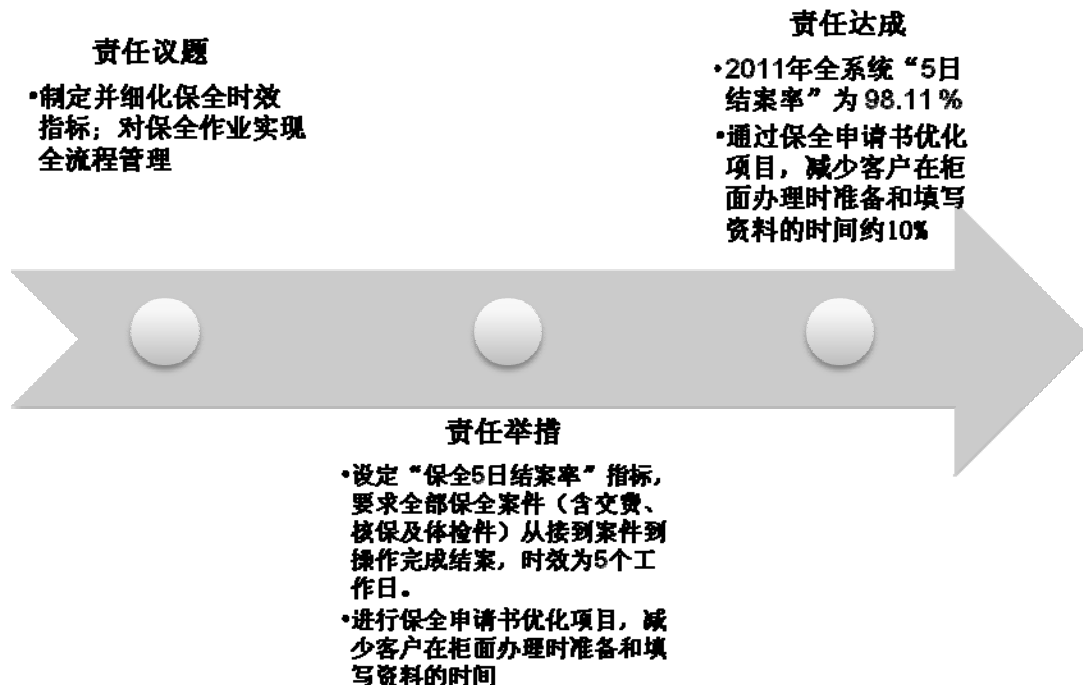 责任议题
•制定并细化保全时效
指标；对保全作业实现
全流程管理
责任举措
•设定“保全5日结案率”指标，
要求全部保全案件（含交费、
核保及体检件）从接到案件到
操作完成结案，时效为5个工
作日。
•进行保全申请书优化项目，减
少客户在柜面办理时准备和填
写资料的时间
责任达成
•2011年全系统“5日
结案率”为 98.11 %
•通过保全申请书优化
项目，减少客户在柜
面办理时准备和填写
资料的时间约10%